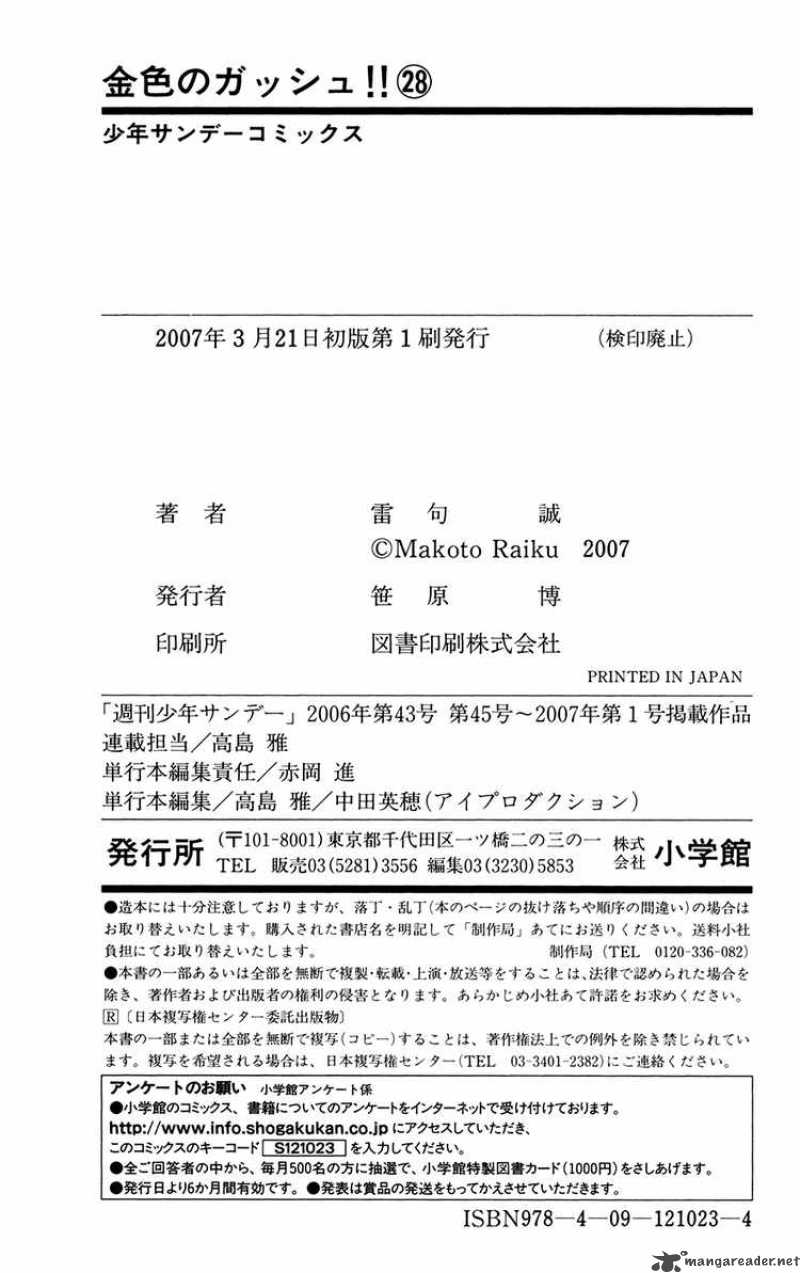 金色のガッシュ!!㉘
少年サンデーコミックス
2007年3月21日初版第1刷発行　（検印廃止）
著者　雷句　誠
©Makoto Raiku 2007
発行者　笹原　博
印刷所　図書印刷株式会社
PRINTED IN JAPAN
「週刊少年サンデー」2006年第43号 第45号～2007年第1号掲載作品
連載担当／高島 雅
単行本編集責任／赤岡 進
単行本編集／高島 雅／中田英穂（アイプロダクション）
発行所 （〒101-8001）東京都千代田区一ツ橋二の三の一 株式会社 小学館
TEL 販売03（5281）3556 編集03（3230）5853
●造本には十分注意しておりますが、落丁・乱丁（本のページの抜け落ちや順序の間違い）の場合は
お取り替えいたします。購入された書店名を明記して「制作局」あてにお送りください。送料小社
負担にてお取り替えいたします。　制作局（TEL 0120-336-082）
●本書の一部あるいは全部を無断で複製・転載・上演・放送等をすることは、法律で認められた場合を
除き、著作者および出版者の権利の侵害となります。あらかじめ小社あて許諾をお求めください。
R〔日本複写権センター委託出版物〕
本書の一部または全部を無断で複写（コピー）することは、著作権法上での例外を除き禁じられてい
ます。複写を希望される場合は、日本複写権センター（TEL 03-3401-2382）にご連絡ください。
アンケートのお願い 小学館アンケート係
●小学館のコミックス、書籍についてのアンケートをインターネットで受け付けております。
http://www.info.shogakukan.co.jp にアクセスしていただき、
このコミックスのキーコード S121023 を入力してください。
●全ご回答者の中から、毎月500名の方に抽選で、小学館特製図書カード（1000円）をさしあげます。
●発行日より6か月間有効です。●発表は賞品の発送をもってかえさせていただきます。
ISBN978-4-09-121023-4
mangareader.net